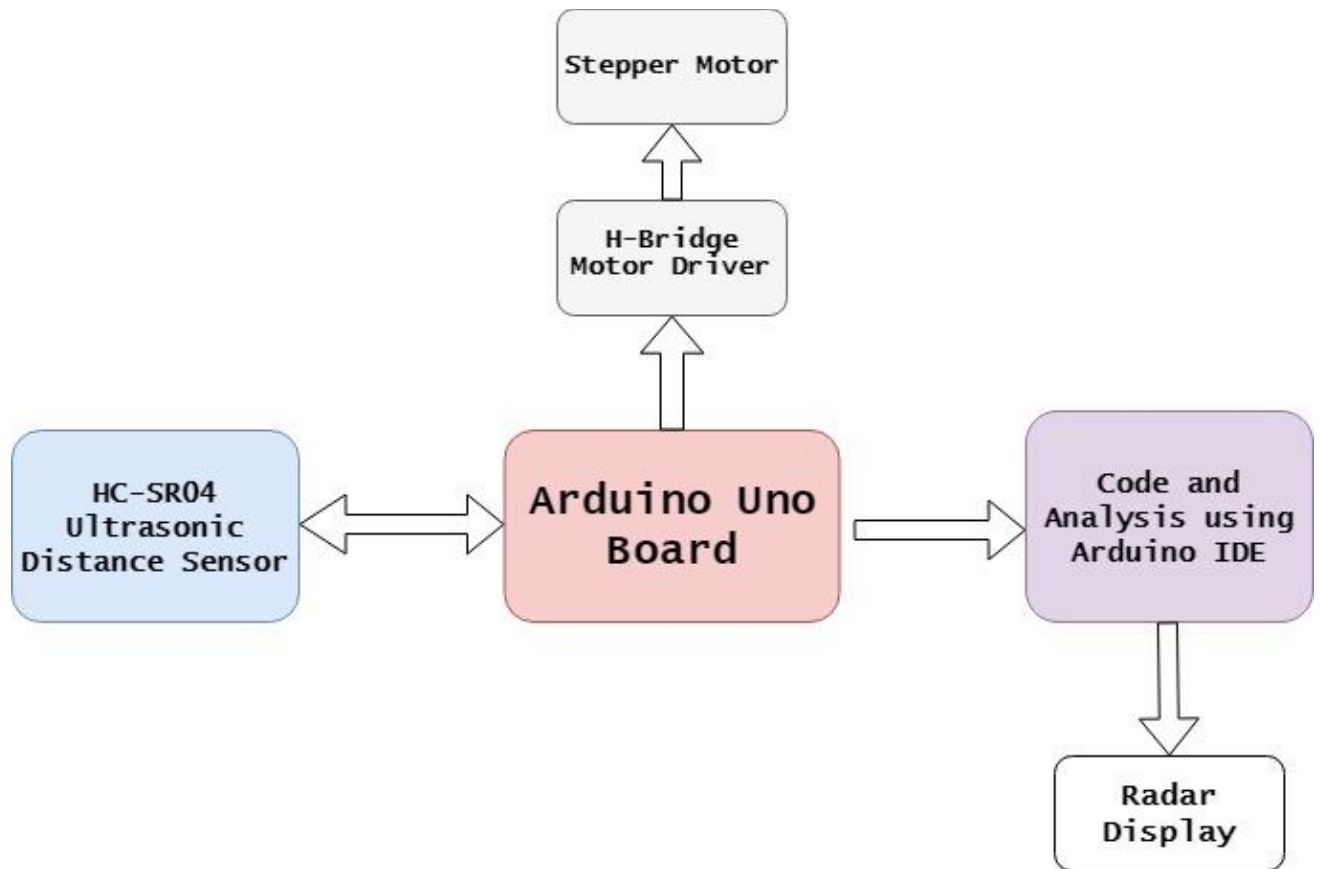 Stepper Motor
H-Bridge
Motor Driver
HC-SR04
Ultrasonic
Distance Sensor
Arduino Uno
Board
Code and
Analysis using
Arduino IDE
Radar
Display